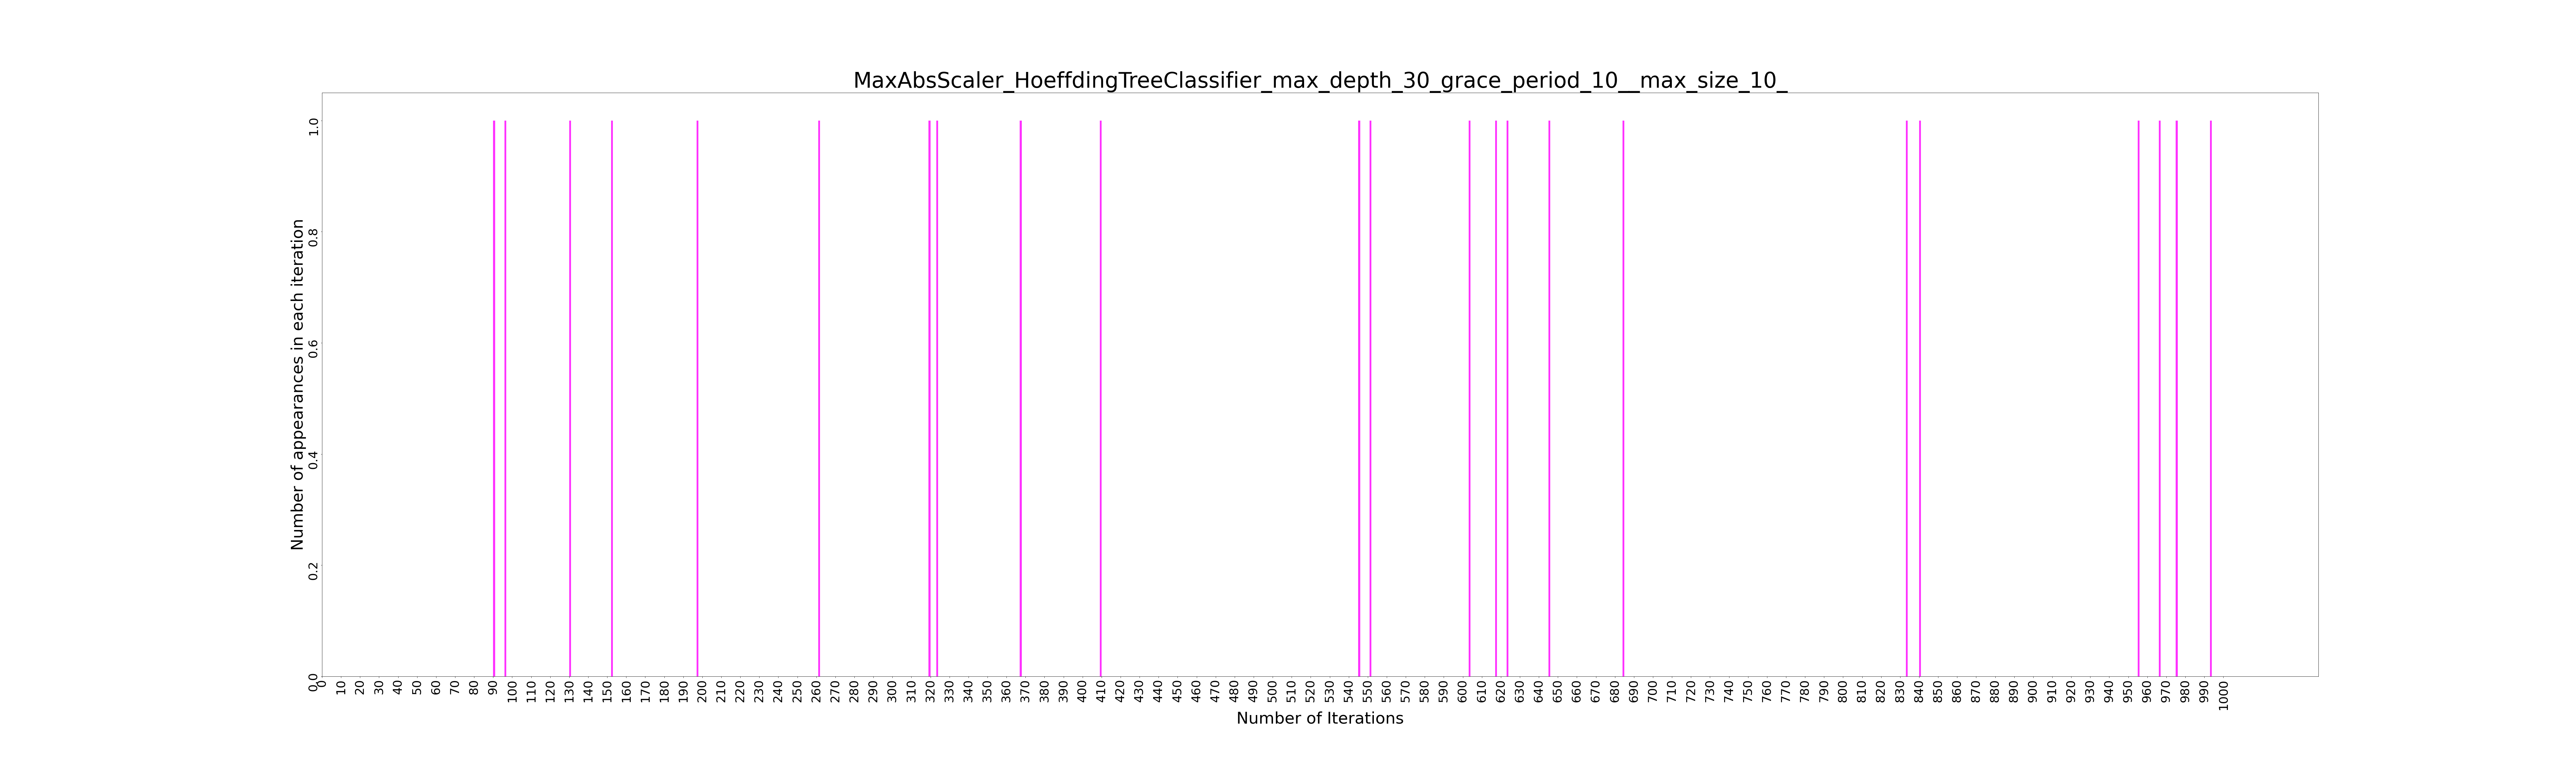 MaxAbsScaler_HoeffdingTreeClassifier_max_depth_30_grace_period_10__max_size_10_
Number of appearances in each iteration
1.0
0.8
0.6
0.4
0.2
0.0
0 10 20 30 40 50 60 70 80 90 100 110 120 130 140 150 160 170 180 190 200 210 220 230 240 250 260 270 280 290 300 310 320 330 340 350 360 370 380 390 400 410 420 430 440 450 460 470 480 490 500 510 520 530 540 550 560 570 580 590 600 610 620 630 640 650 660 670 680 690 700 710 720 730 740 750 760 770 780 790 800 810 820 830 840 850 860 870 880 890 900 910 920 930 940 950 960 970 980 990 1000
Number of Iterations